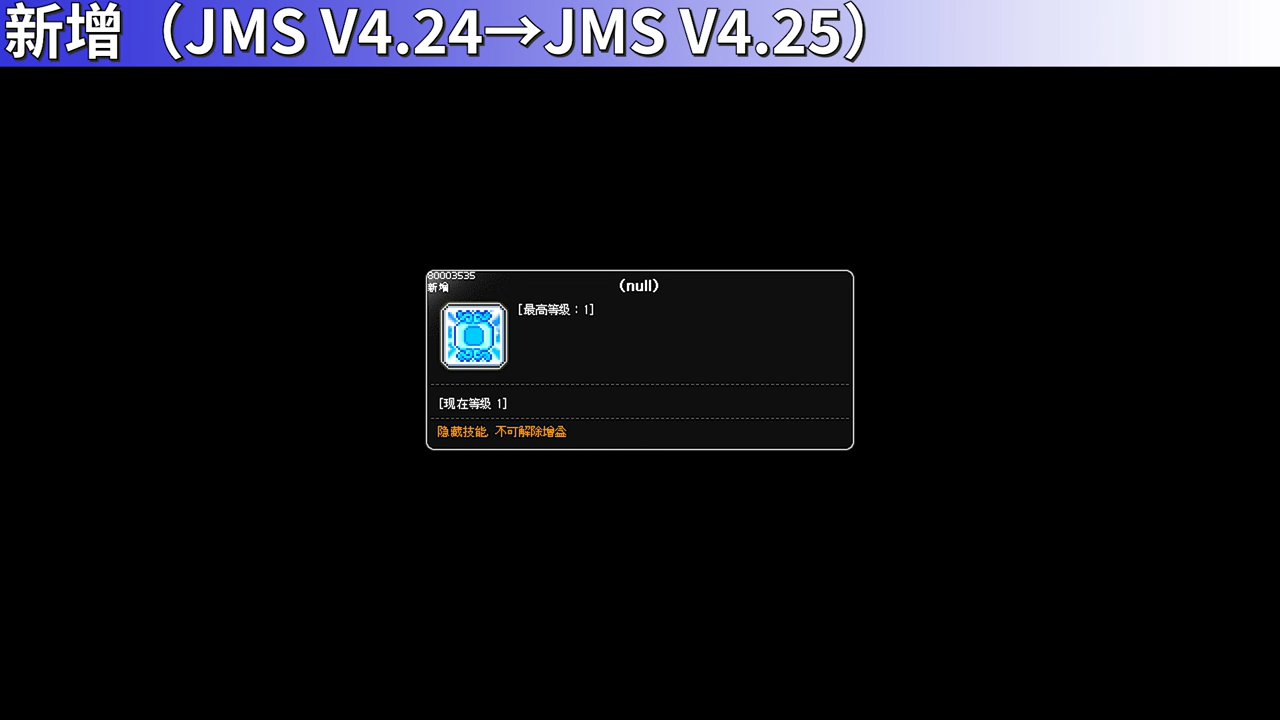 新增（JMS V4.24→JMS V4.25）
80003535
新增
(null)
[最高等级：1]
[现在等级 1]
隐藏技能, 不可解除增益